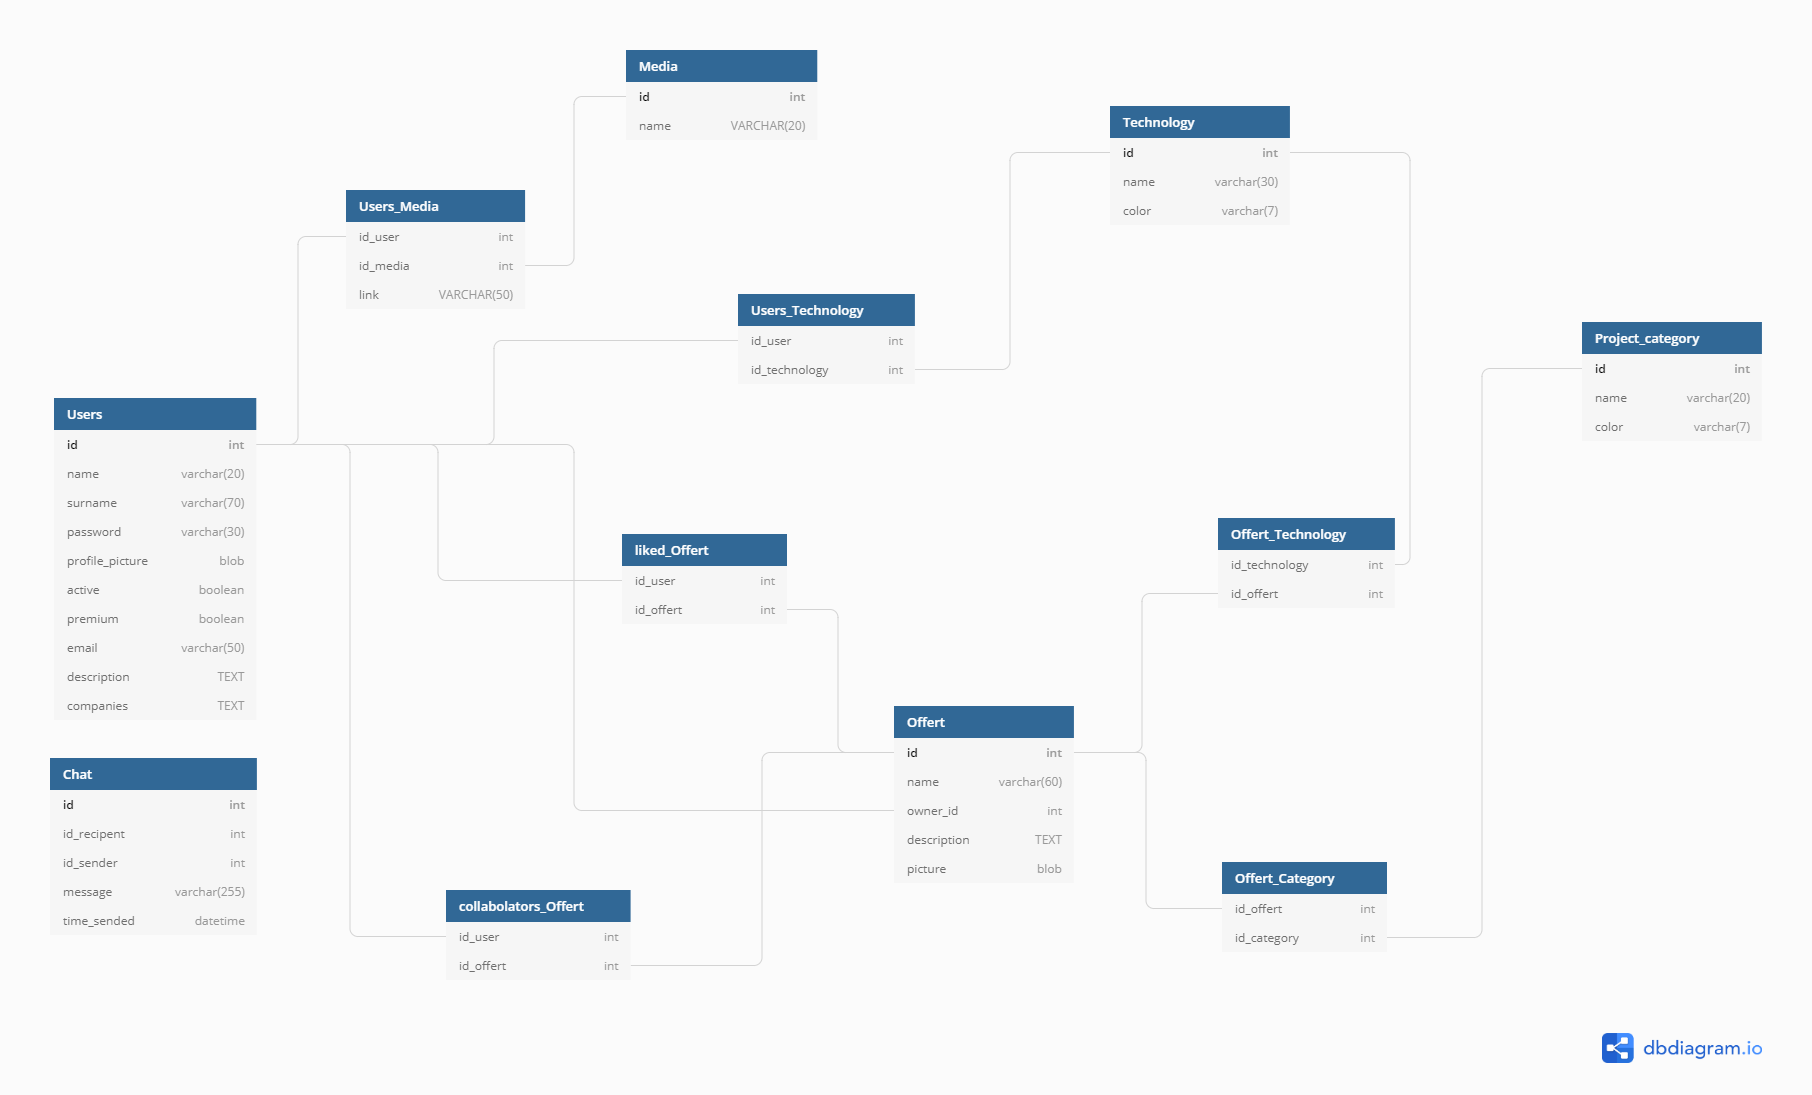 Media
id int
name VARCHAR(20)
Technology
id int
name varchar(30)
color varchar(7)
Users_Media
id_user int
id_media int
link VARCHAR(50)
Users_Technology
id_user int
id_technology int
Project_category
id int
name varchar(20)
color varchar(7)
Users
id int
name varchar(20)
surname varchar(70)
password varchar(30)
profile_picture blob
active boolean
premium boolean
email varchar(50)
description TEXT
companies TEXT
liked_Offert
id_user int
id_offert int
Offert_Technology
id_technology int
id_offert int
Offert
id int
name varchar(60)
owner_id int
description TEXT
picture blob
Chat
id int
id_recipent int
id_sender int
message varchar(255)
time_sended datetime
collabolators_Offert
id_user int
id_offert int
Offert_Category
id_offert int
id_category int
dbdiagram.io